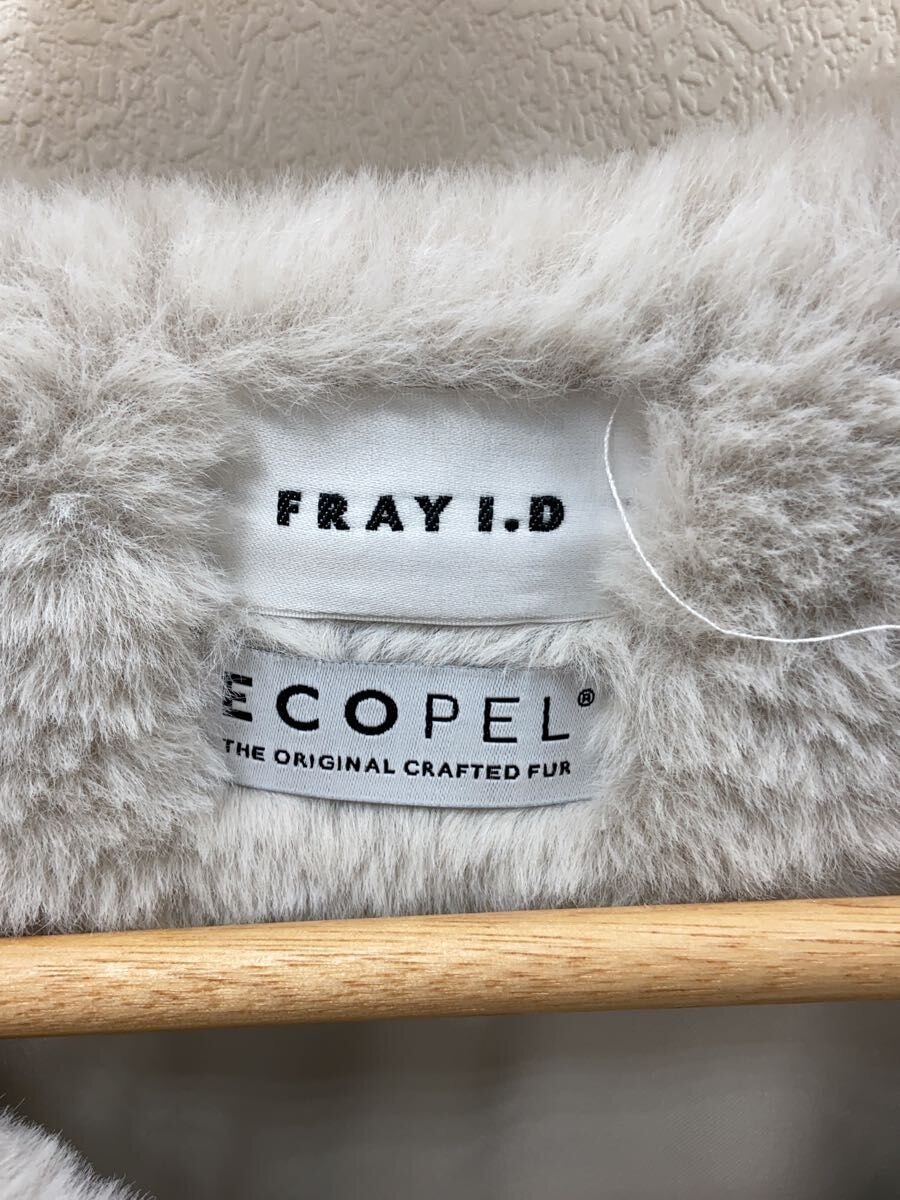 FRAY I.D
ECOPEL®
THE ORIGINAL CRAFTED FUR